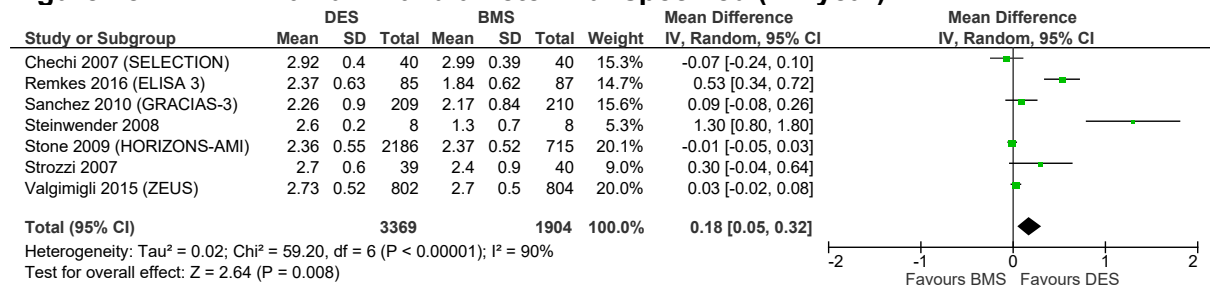 DES BMS Mean Difference Mean Difference
Study or Subgroup Mean SD Total Mean SD Total Weight IV, Random, 95% CI IV, Random, 95% CI
Chechi 2007 (SELECTION) 2.92 0.4 40 2.99 0.39 40 15.3% -0.07 [-0.24, 0.10]
Remkes 2016 (ELISA 3) 2.37 0.63 85 1.84 0.62 87 14.7% 0.53 [0.34, 0.72]
Sanchez 2010 (GRACIAS-3) 2.26 0.9 209 2.17 0.84 210 15.6% 0.09 [-0.08, 0.26]
Steinwender 2008 2.6 0.2 8 1.3 0.7 8 5.3% 1.30 [0.80, 1.80]
Stone 2009 (HORIZONS-AMI) 2.36 0.55 2186 2.37 0.52 715 20.1% -0.01 [-0.05, 0.03]
Strozzi 2007 2.7 0.6 39 2.4 0.9 40 9.0% 0.30 [-0.04, 0.64]
Valgimigli 2015 (ZEUS) 2.73 0.52 802 2.7 0.5 804 20.0% 0.03 [-0.02, 0.08]
Total (95% CI) 3369 1904 100.0% 0.18 [0.05, 0.32]
Heterogeneity: Tau² = 0.02; Chi² = 59.20, df = 6 (P < 0.00001); I² = 90%
Test for overall effect: Z = 2.64 (P = 0.008)
-2 -1 0 1 2
Favours BMS Favours DES